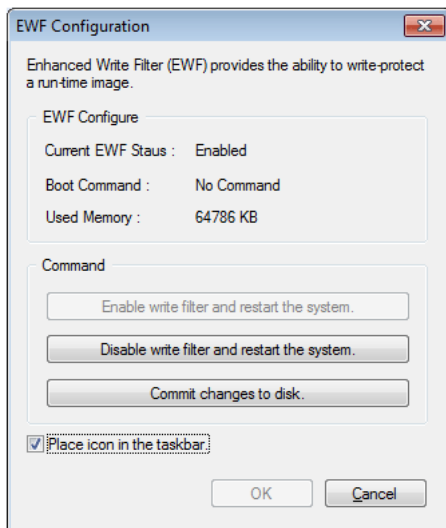 EWF Configuration
Enhanced Write Filter (EWF) provides the ability to write-protect
a run-time image.
EWF Configure
Current EWF Staus : Enabled
Boot Command : No Command
Used Memory : 64786 KB
Command
Enable write filter and restart the system.
Disable write filter and restart the system.
Commit changes to disk.
Place icon in the taskbar.
OK Cancel